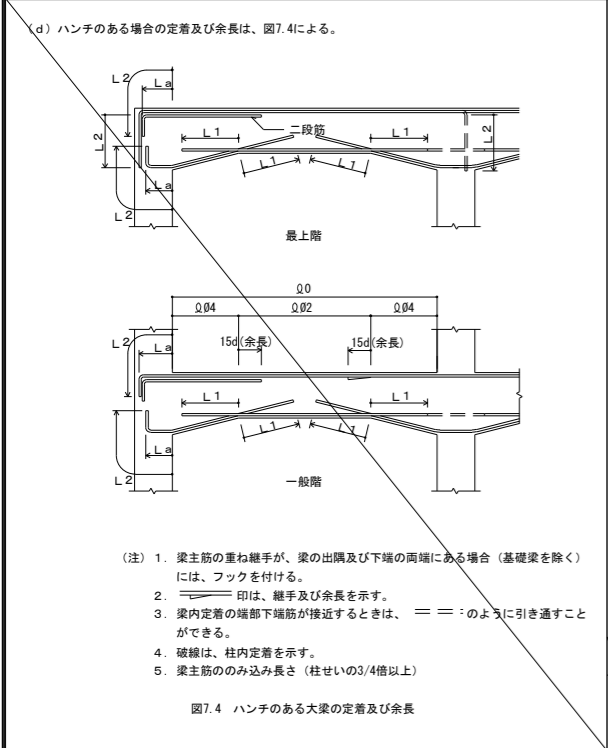 (d) ハンチのある場合の定着及び余長は、図7.4による。
L2
La
二段筋
L1
L1
L2
L2
L1
L1
La
L2
最上階
ℓ0
ℓ0/4
ℓ0/2
ℓ0/4
15d(余長)
15d(余長)
L2
La
L1
L1
L1
L1
La
L2
一般階
(注) 1. 梁主筋の重ね継手が、梁の出隅及び下端の両端にある場合(基礎梁を除く)
には、フックを付ける。
2. 印は、継手及び余長を示す。
3. 梁内定着の端部下端筋が接近するときは、 のように引き通すこと
ができる。
4. 破線は、柱内定着を示す。
5. 梁主筋ののみ込み長さ(柱せいの3/4倍以上)
図7.4 ハンチのある大梁の定着及び余長